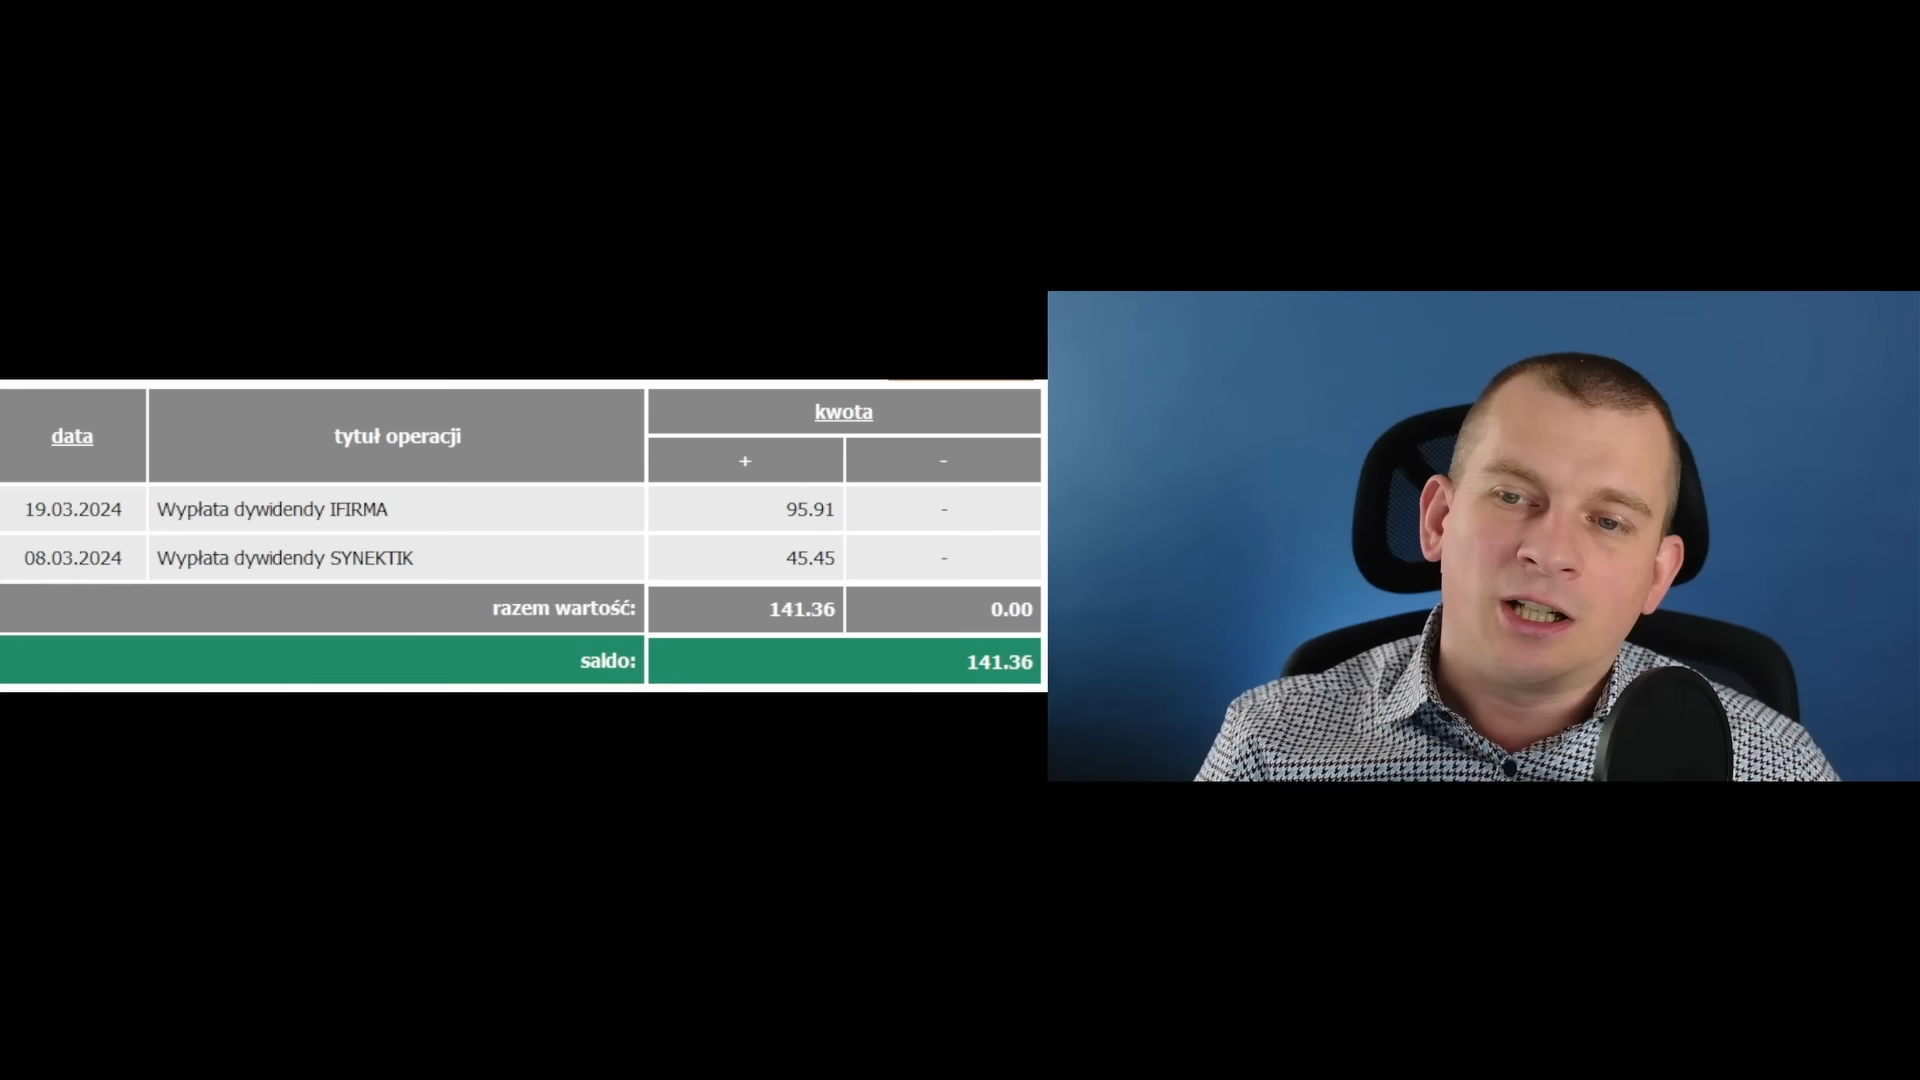 data tytuł operacji kwota
+ -
19.03.2024 Wypłata dywidendy IFIRMA 95.91 -
08.03.2024 Wypłata dywidendy SYNEKTIK 45.45 -
razem wartość: 141.36 0.00
saldo: 141.36